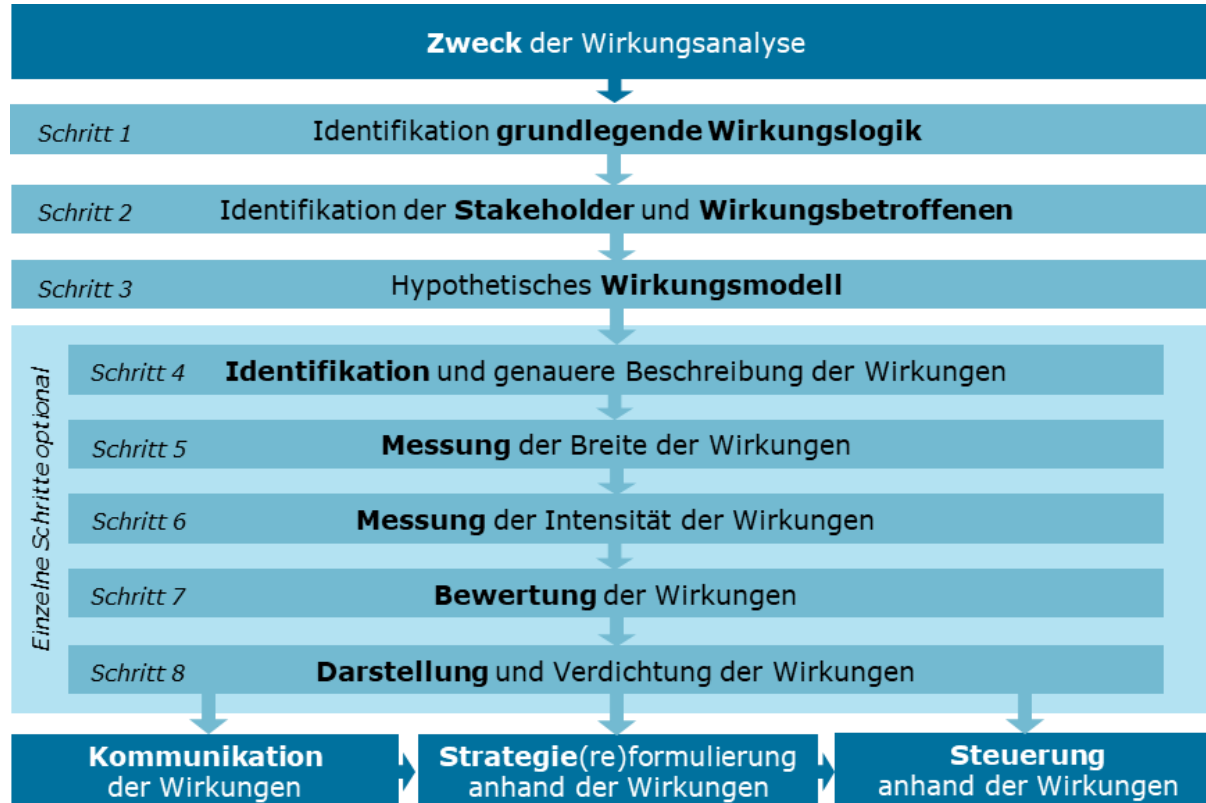 Zweck der Wirkungsanalyse
Schritt 1
Identifikation grundlegende Wirkungslogik
Schritt 2
Identifikation der Stakeholder und Wirkungsbetroffenen
Schritt 3
Hypothetisches Wirkungsmodell
Einzelne Schritte optional
Schritt 4
Identifikation und genauere Beschreibung der Wirkungen
Schritt 5
Messung der Breite der Wirkungen
Schritt 6
Messung der Intensität der Wirkungen
Schritt 7
Bewertung der Wirkungen
Schritt 8
Darstellung und Verdichtung der Wirkungen
Kommunikation
der Wirkungen
Strategie(re)formulierung
anhand der Wirkungen
Steuerung
anhand der Wirkungen